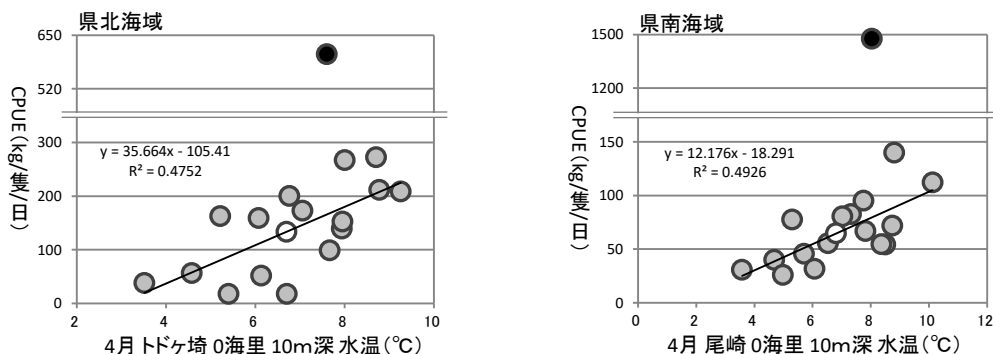 県北海域
650
520
300
200
100
0
CPUE(kg/隻/日)
y = 35.664x - 105.41
R² = 0.4752
2 4 6 8 10
4月 トドヶ埼 0海里 10m深 水温(℃)
県南海域
1500
1200
150
100
50
0
CPUE(kg/隻/日)
y = 12.176x - 18.291
R² = 0.4926
0 2 4 6 8 10 12
4月 尾崎 0海里 10m深 水温(℃)